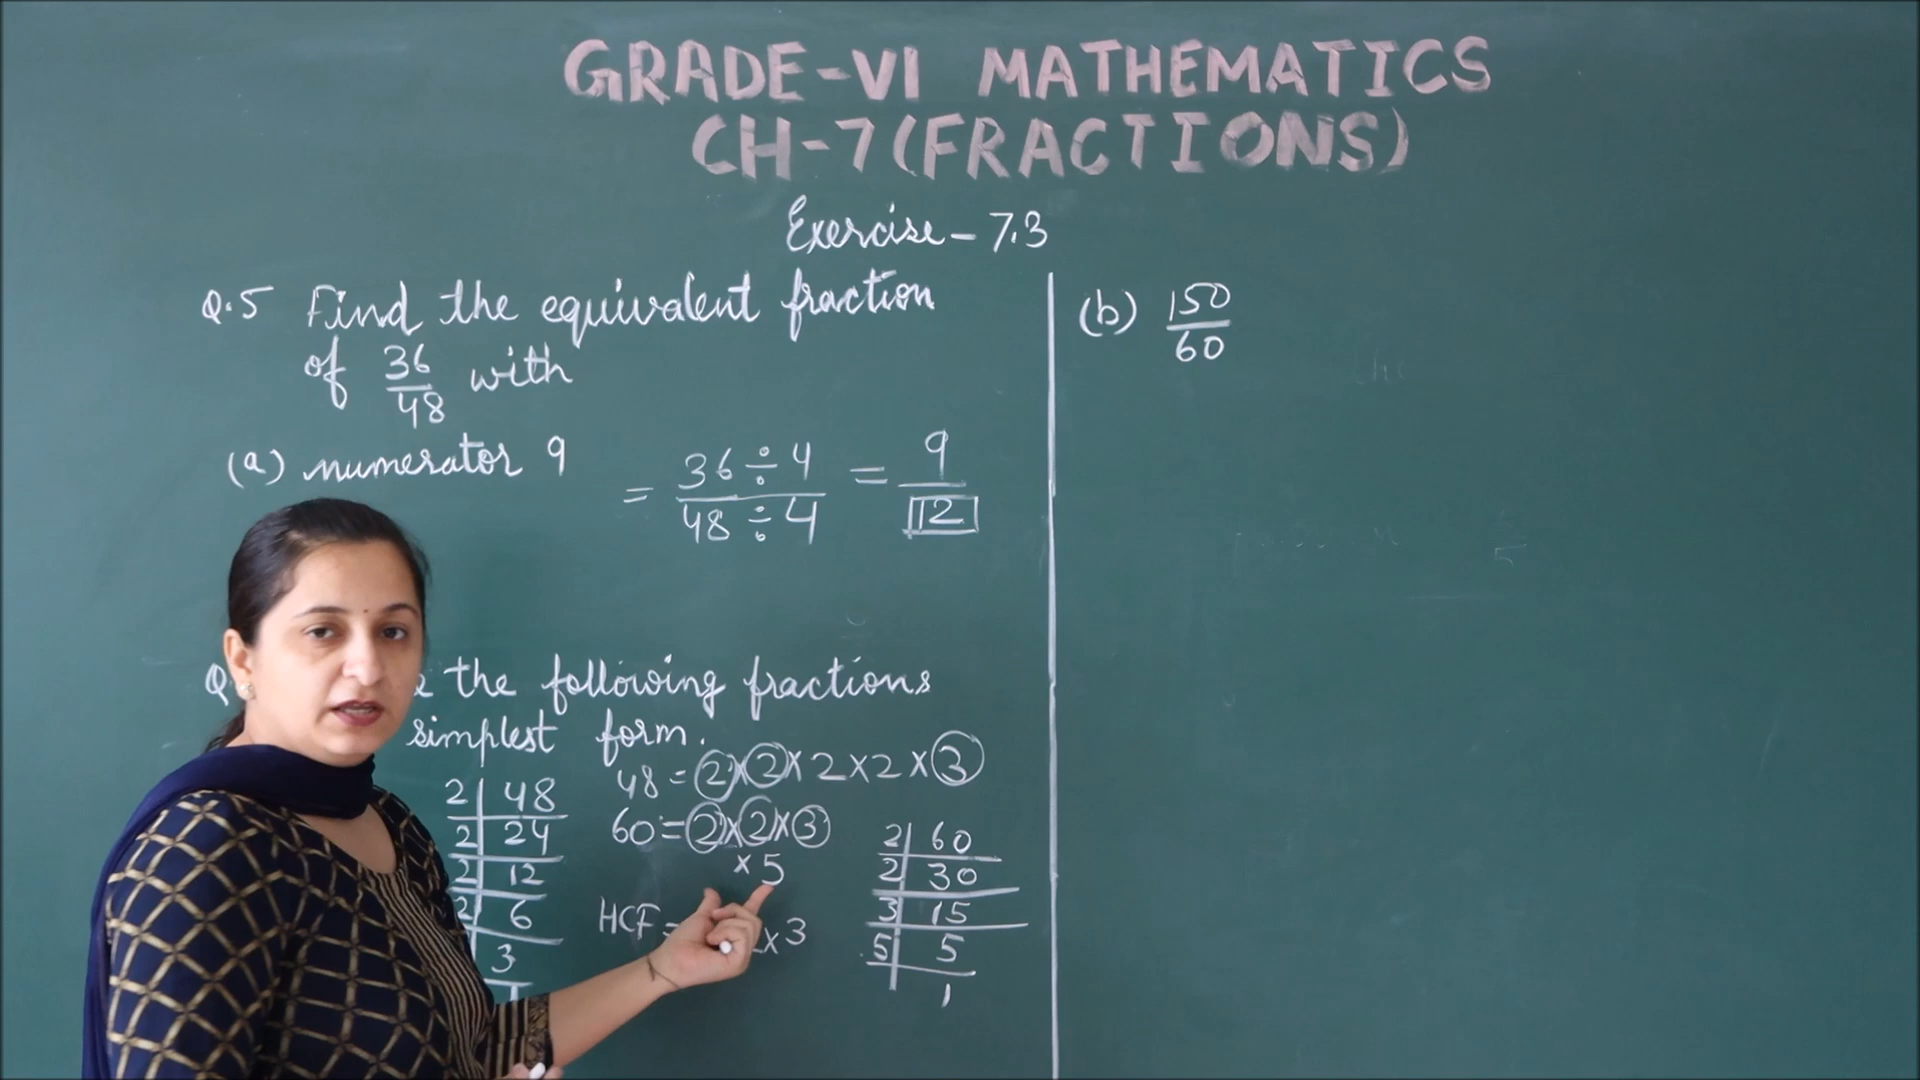 GRADE-VI MATHEMATICS
CH-7(FRACTIONS)
Exercise - 7.3
Q.5 Find the equivalent fraction
of 36/48 with
(a) numerator 9
= 36 ÷ 4 / 48 ÷ 4 = 9 / 12
the following fractions
simplest form.
2 | 48
2 | 24
2 | 12
2 | 6
3
1
48 = 2 × 2 × 2 × 2 × 3
60 = 2 × 2 × 3
× 5
HCF = × 3
2 | 60
2 | 30
3 | 15
5 | 5
1
(b) 150/60